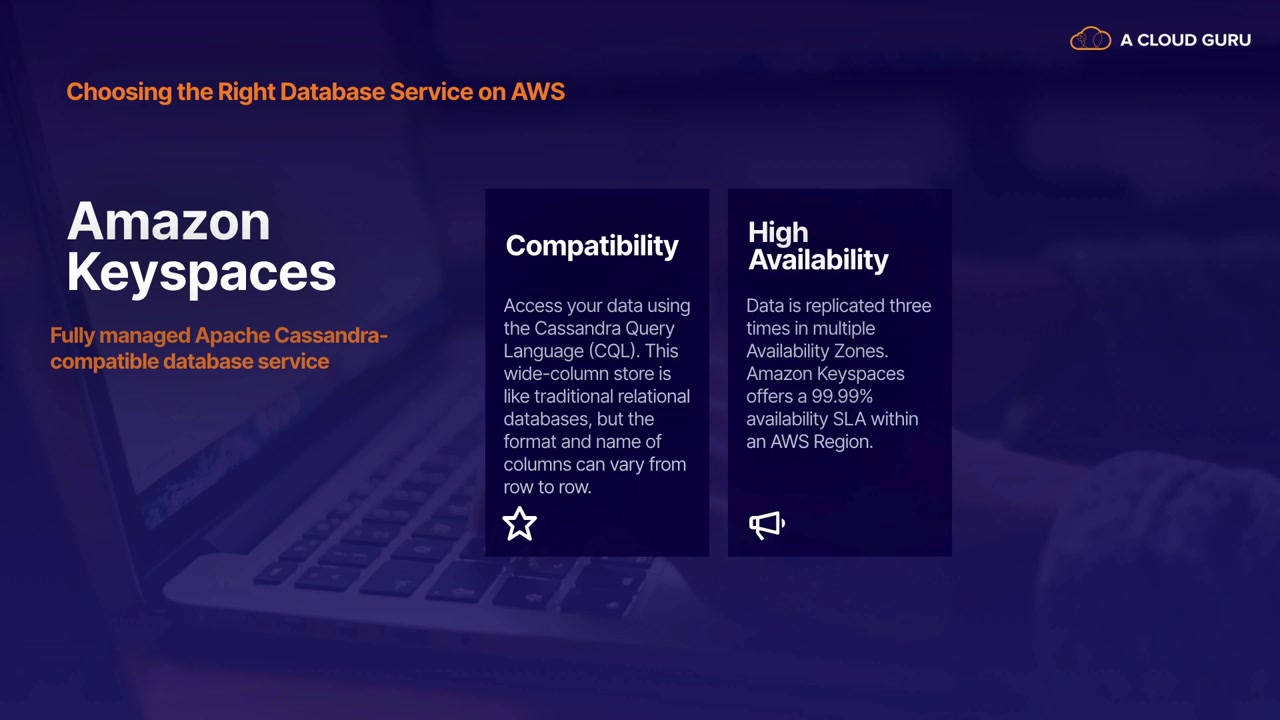 A CLOUD GURU
Choosing the Right Database Service on AWS
Amazon
Keyspaces
Fully managed Apache Cassandra-
compatible database service
Compatibility
Access your data using
the Cassandra Query
Language (CQL). This
wide-column store is
like traditional relational
databases, but the
format and name of
columns can vary from
row to row.
High
Availability
Data is replicated three
times in multiple
Availability Zones.
Amazon Keyspaces
offers a 99.99%
availability SLA within
an AWS Region.